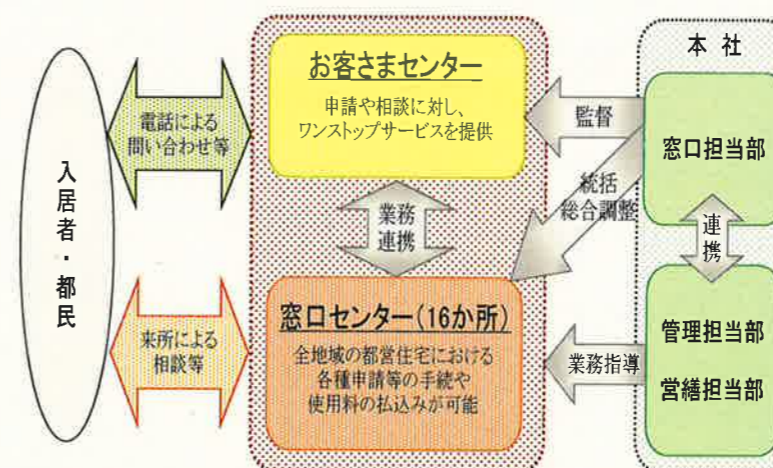 入居者・都民
電話による
問い合わせ等
来所による
相談等
お客さまセンター
申請や相談に対し、
ワンストップサービスを提供
業務
連携
窓口センター(16か所)
全地域の都営住宅における
各種申請等の手続や
使用料の払込みが可能
監督
統括
総合調整
業務指導
本社
窓口担当部
連携
管理担当部
営繕担当部